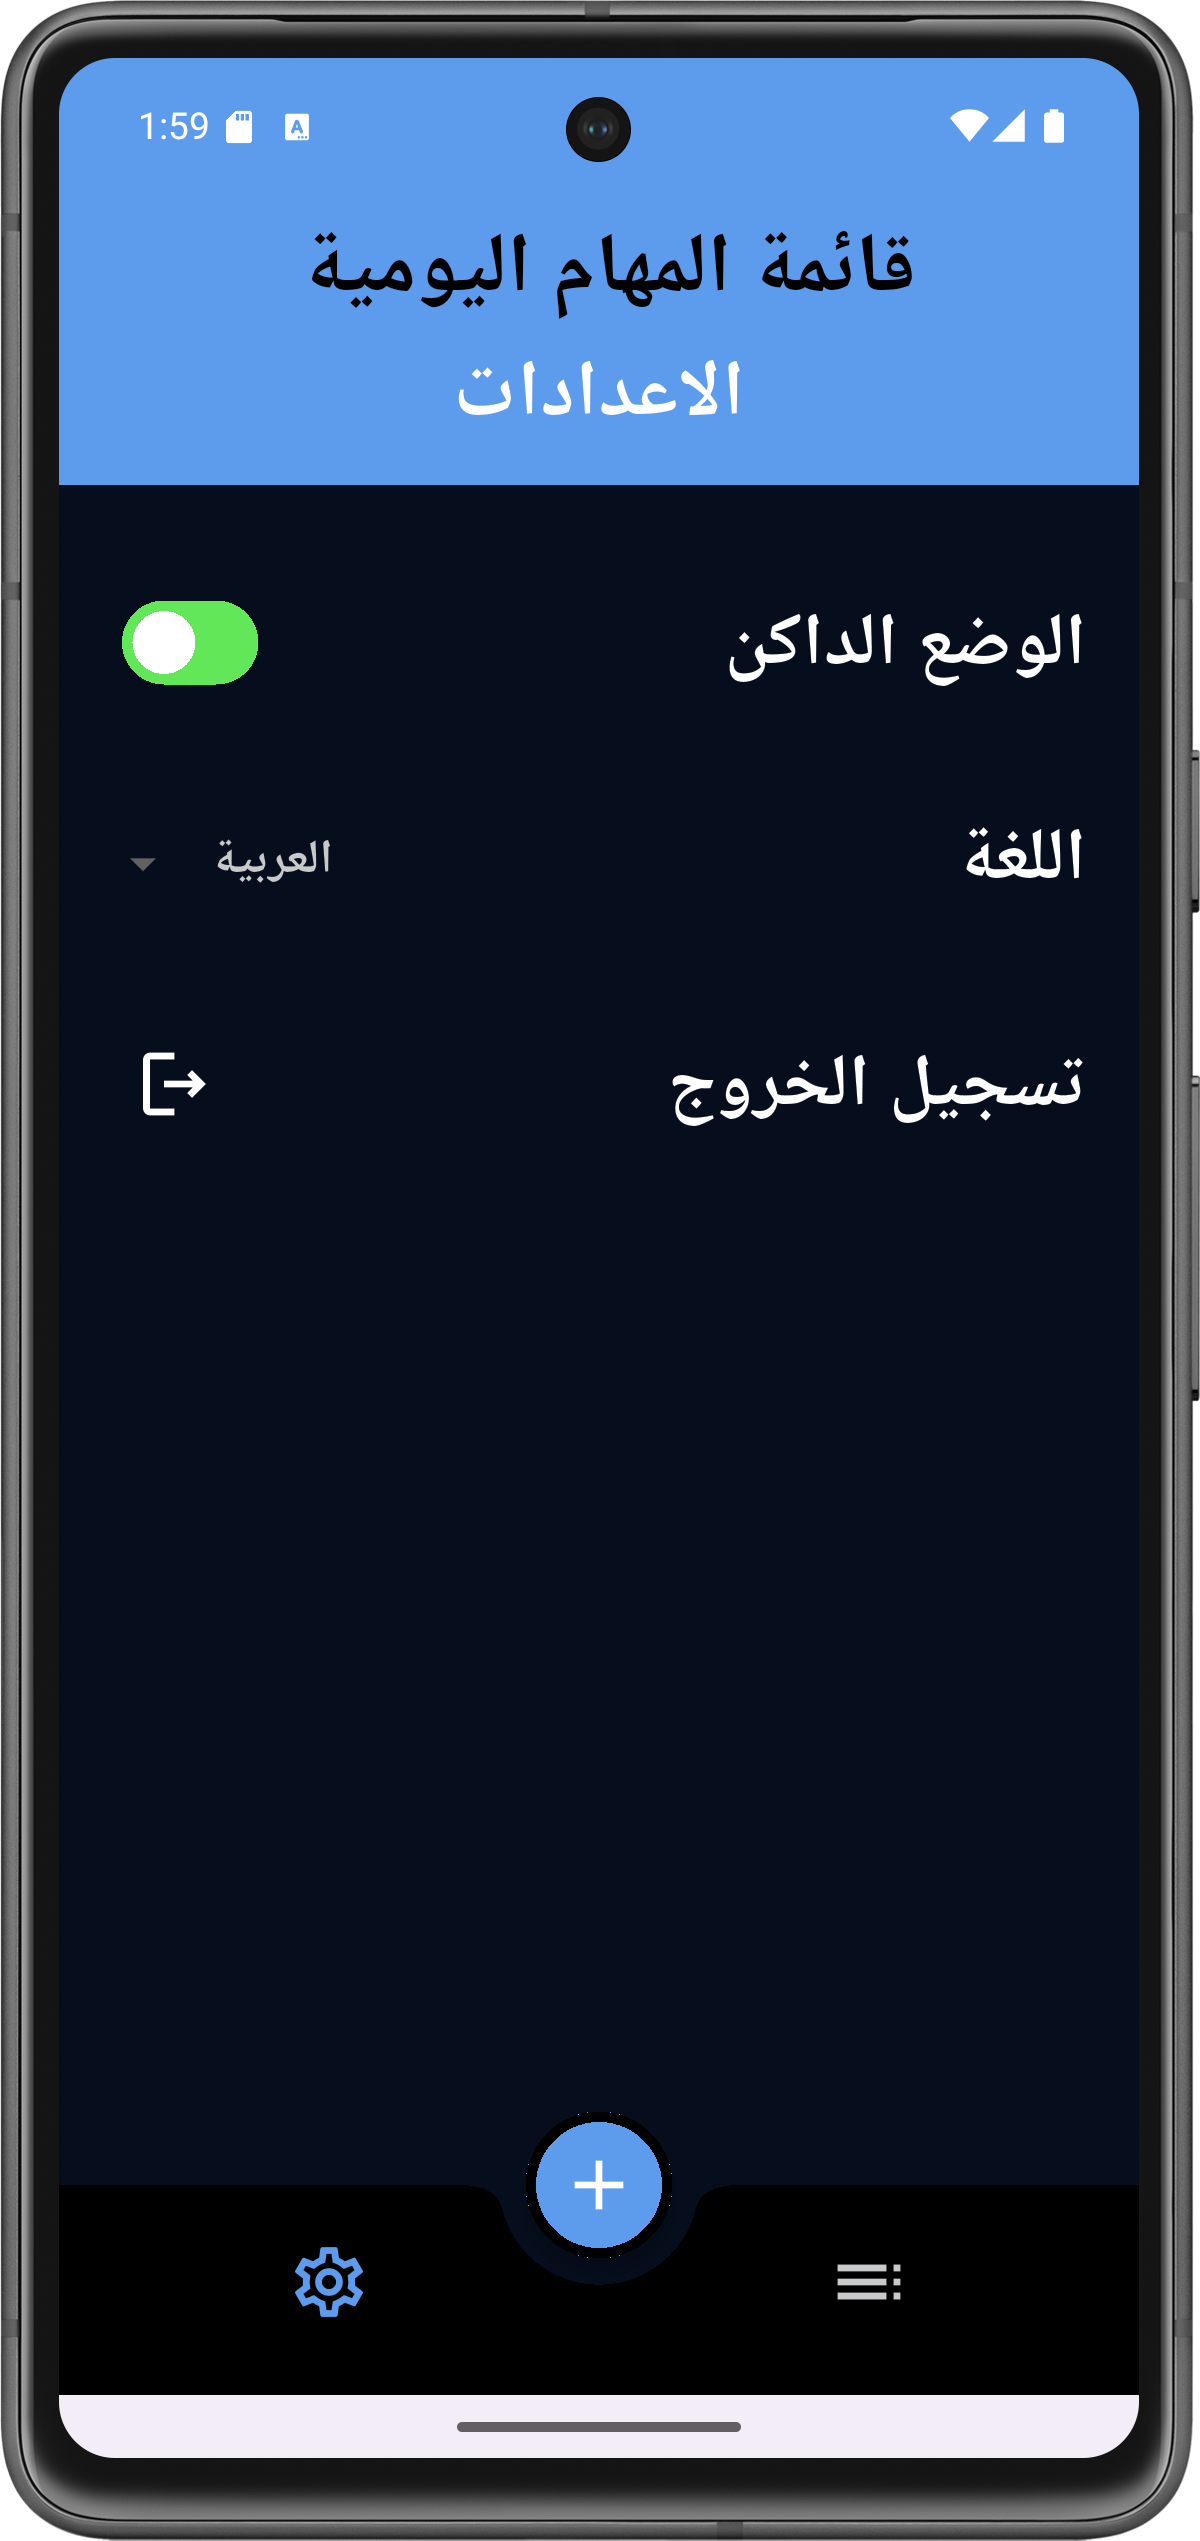 1:59
قائمة المهام اليومية
الاعدادات
الوضع الداكن
اللغة
العربية
تسجيل الخروج